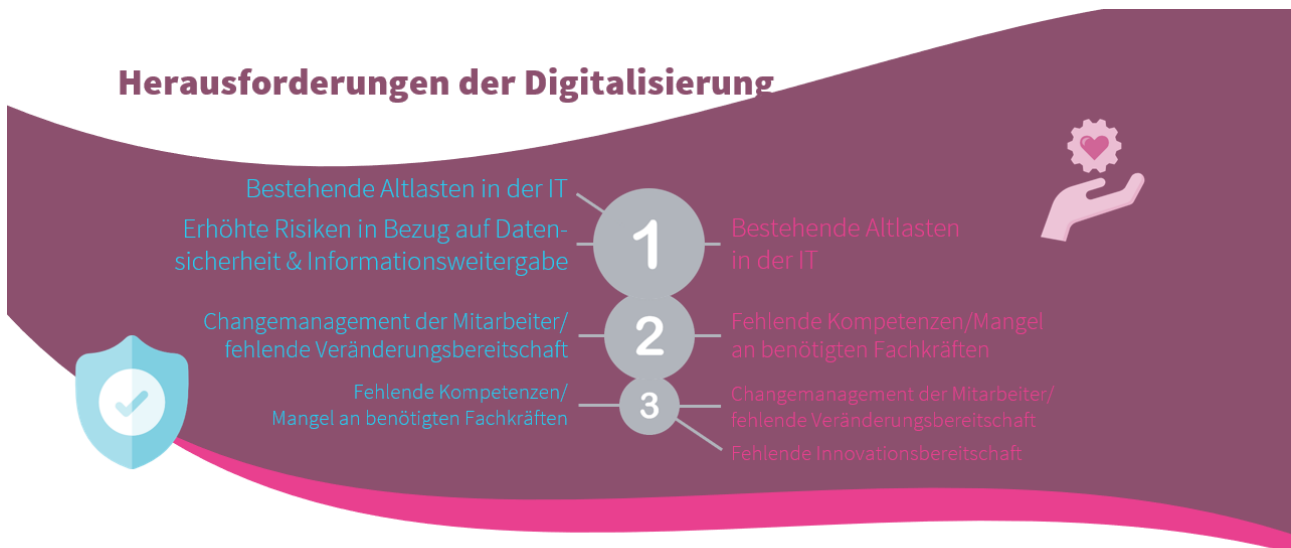 Herausforderungen der Digitalisierung
Bestehende Altlasten in der IT
Erhöhte Risiken in Bezug auf Daten-
sicherheit & Informationsweitergabe
1
Bestehende Altlasten
in der IT
Changemanagement der Mitarbeiter/
fehlende Veränderungsbereitschaft
2
Fehlende Kompetenzen/Mangel
an benötigten Fachkräften
Fehlende Kompetenzen/
Mangel an benötigten Fachkräften
3
Changemanagement der Mitarbeiter/
fehlende Veränderungsbereitschaft
Fehlende Innovationsbereitschaft